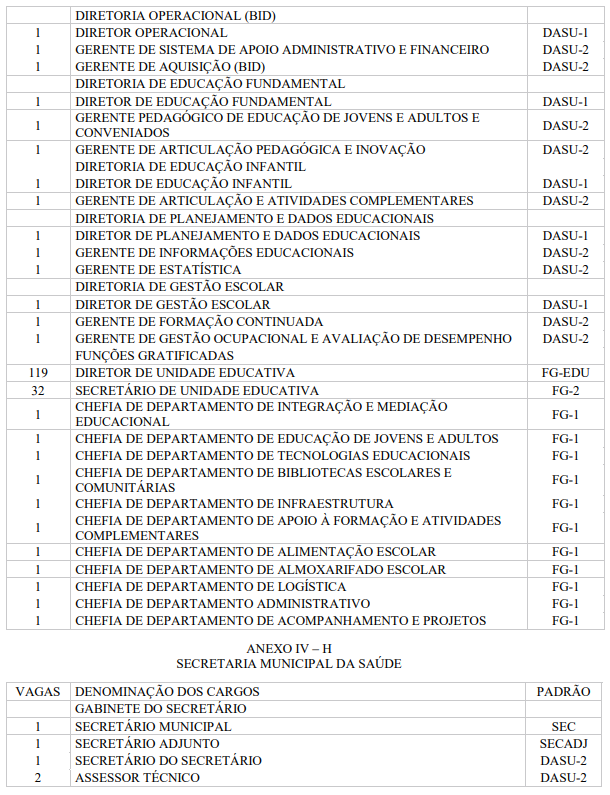 DIRETORIA OPERACIONAL (BID)
1 DIRETOR OPERACIONAL DASU-1
1 GERENTE DE SISTEMA DE APOIO ADMINISTRATIVO E FINANCEIRO DASU-2
1 GERENTE DE AQUISIÇÃO (BID) DASU-2
DIRETORIA DE EDUCAÇÃO FUNDAMENTAL
1 DIRETOR DE EDUCAÇÃO FUNDAMENTAL DASU-1
1 GERENTE PEDAGÓGICO DE EDUCAÇÃO DE JOVENS E ADULTOS E
CONVENIADOS DASU-2
1 GERENTE DE ARTICULAÇÃO PEDAGÓGICA E INOVAÇÃO DASU-2
DIRETORIA DE EDUCAÇÃO INFANTIL
1 DIRETOR DE EDUCAÇÃO INFANTIL DASU-1
1 GERENTE DE ARTICULAÇÃO E ATIVIDADES COMPLEMENTARES DASU-2
DIRETORIA DE PLANEJAMENTO E DADOS EDUCACIONAIS
1 DIRETOR DE PLANEJAMENTO E DADOS EDUCACIONAIS DASU-1
1 GERENTE DE INFORMAÇÕES EDUCACIONAIS DASU-2
1 GERENTE DE ESTATÍSTICA DASU-2
DIRETORIA DE GESTÃO ESCOLAR
1 DIRETOR DE GESTÃO ESCOLAR DASU-1
1 GERENTE DE FORMAÇÃO CONTINUADA DASU-2
1 GERENTE DE GESTÃO OCUPACIONAL E AVALIAÇÃO DE DESEMPENHO DASU-2
FUNÇÕES GRATIFICADAS
119 DIRETOR DE UNIDADE EDUCATIVA FG-EDU
32 SECRETÁRIO DE UNIDADE EDUCATIVA FG-2
1 CHEFIA DE DEPARTAMENTO DE INTEGRAÇÃO E MEDIAÇÃO
EDUCACIONAL FG-1
1 CHEFIA DE DEPARTAMENTO DE EDUCAÇÃO DE JOVENS E ADULTOS FG-1
1 CHEFIA DE DEPARTAMENTO DE TECNOLOGIAS EDUCACIONAIS FG-1
1 CHEFIA DE DEPARTAMENTO DE BIBLIOTECAS ESCOLARES E
COMUNITÁRIAS FG-1
1 CHEFIA DE DEPARTAMENTO DE INFRAESTRUTURA FG-1
1 CHEFIA DE DEPARTAMENTO DE APOIO À FORMAÇÃO E ATIVIDADES
COMPLEMENTARES FG-1
1 CHEFIA DE DEPARTAMENTO DE ALIMENTAÇÃO ESCOLAR FG-1
1 CHEFIA DE DEPARTAMENTO DE ALMOXARIFADO ESCOLAR FG-1
1 CHEFIA DE DEPARTAMENTO DE LOGÍSTICA FG-1
1 CHEFIA DE DEPARTAMENTO ADMINISTRATIVO FG-1
1 CHEFIA DE DEPARTAMENTO DE ACOMPANHAMENTO E PROJETOS FG-1
ANEXO IV – H
SECRETARIA MUNICIPAL DA SAÚDE
VAGAS DENOMINAÇÃO DOS CARGOS PADRÃO
GABINETE DO SECRETÁRIO
1 SECRETÁRIO MUNICIPAL SEC
1 SECRETÁRIO ADJUNTO SECADJ
1 SECRETÁRIO DO SECRETÁRIO DASU-2
2 ASSESSOR TÉCNICO DASU-2